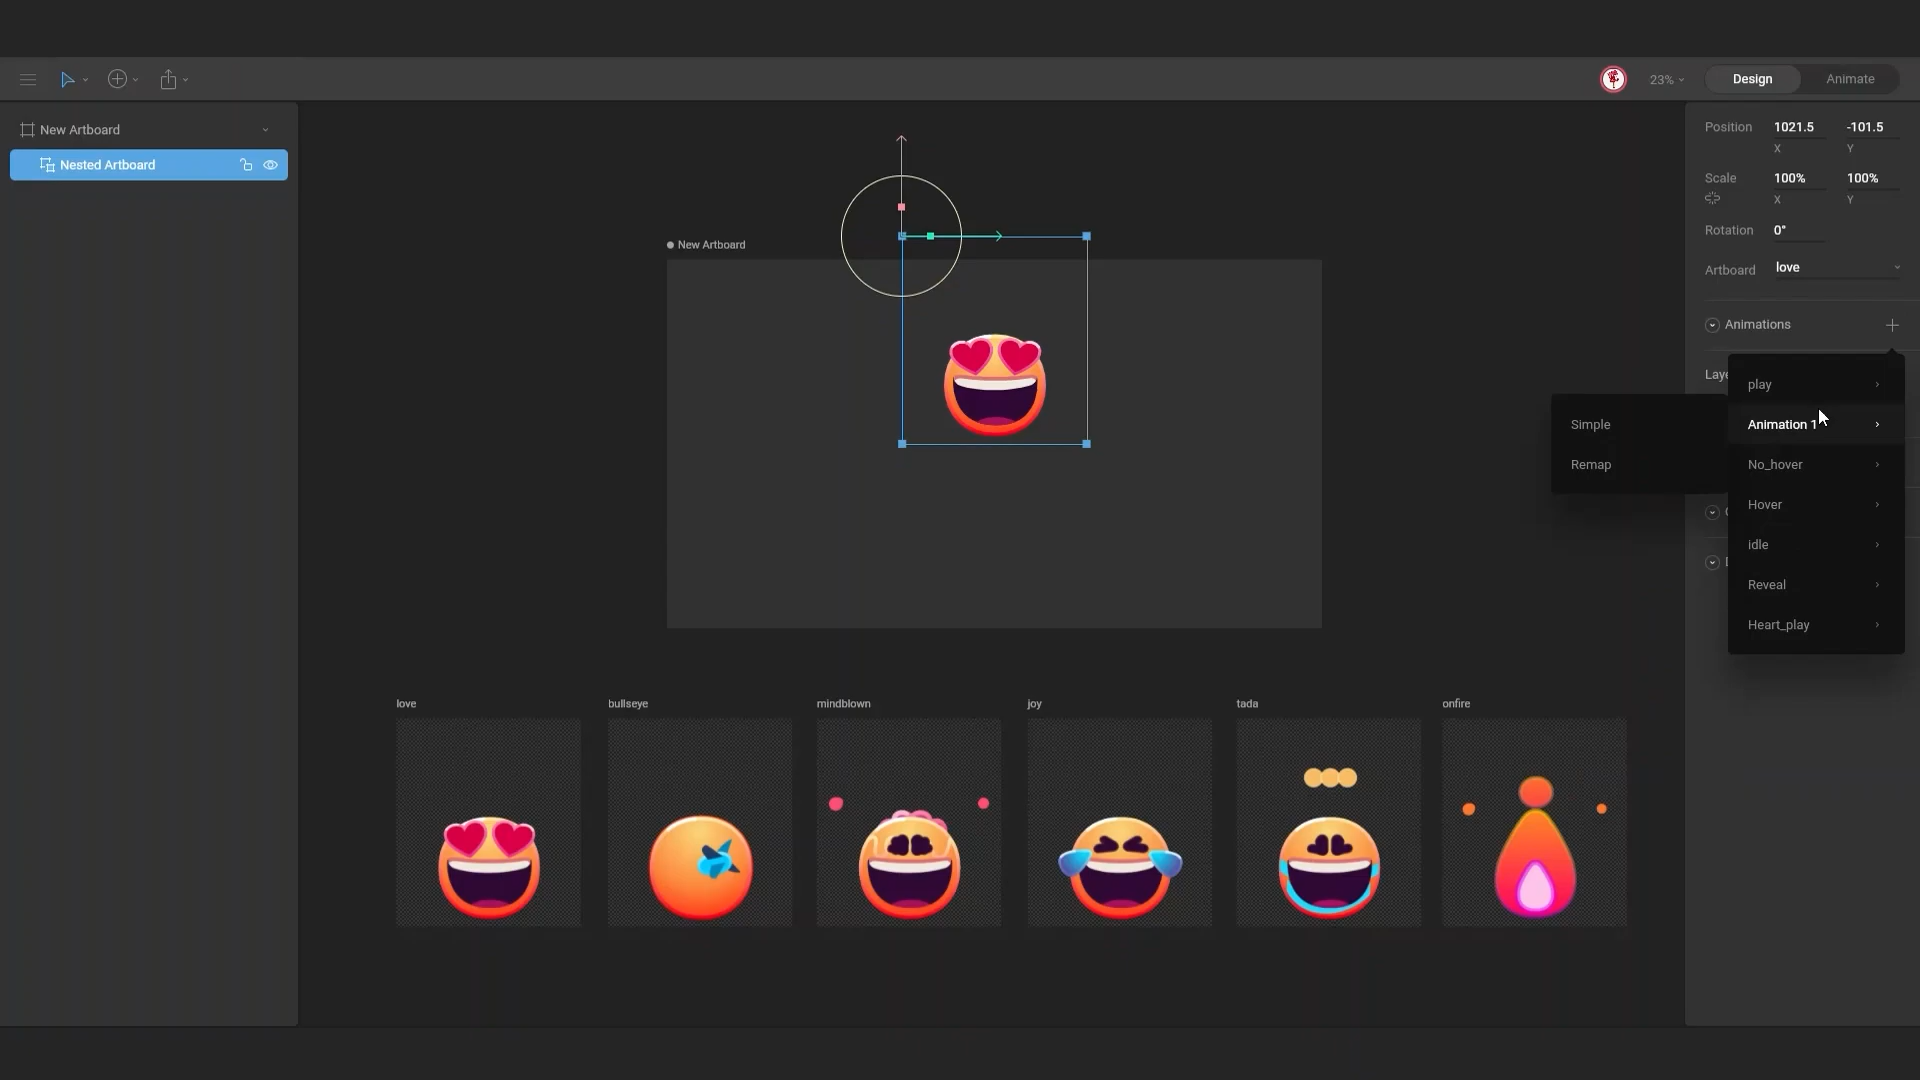 23%
Design
Animate
New Artboard
Nested Artboard
Position
1021.5
-101.5
X
Y
Scale
100%
100%
X
Y
Rotation
0°
Artboard
love
Animations
play
Animation 1
No_hover
Hover
idle
Reveal
Heart_play
Simple
Remap
New Artboard
love
bullseye
mindblown
joy
tada
onfire